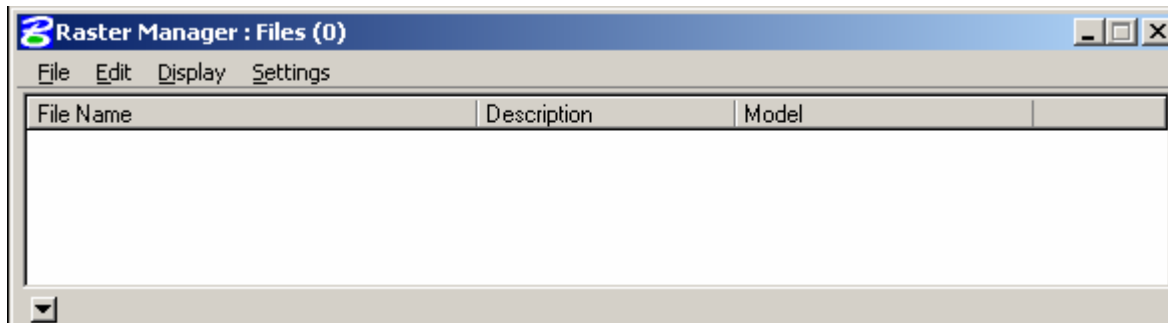 Raster Manager : Files (0)
File Edit Display Settings
File Name Description Model